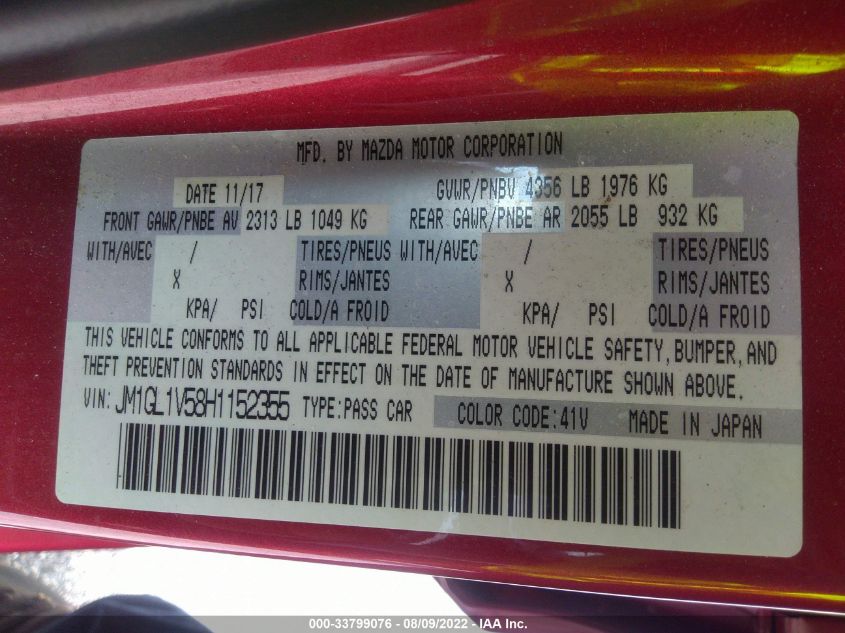 MFD. BY MAZDA MOTOR CORPORATION
DATE 11/17 GVWR/PNBV 4356 LB 1976 KG
FRONT GAWR/PNBE AV 2313 LB 1049 KG REAR GAWR/PNBE AR 2055 LB 932 KG
WITH/AVEC / TIRES/PNEUS WITH/AVEC / TIRES/PNEUS
X RIMS/JANTES X RIMS/JANTES
KPA/ PSI COLD/A FROID KPA/ PSI COLD/A FROID
THIS VEHICLE CONFORMS TO ALL APPLICABLE FEDERAL MOTOR VEHICLE SAFETY, BUMPER, AND
THEFT PREVENTION STANDARDS IN EFFECT ON THE DATE OF MANUFACTURE SHOWN ABOVE.
VIN: JM1GL1V58H1152355 TYPE:PASS CAR COLOR CODE:41V MADE IN JAPAN
000-33799076 - 08/09/2022 - IAA Inc.